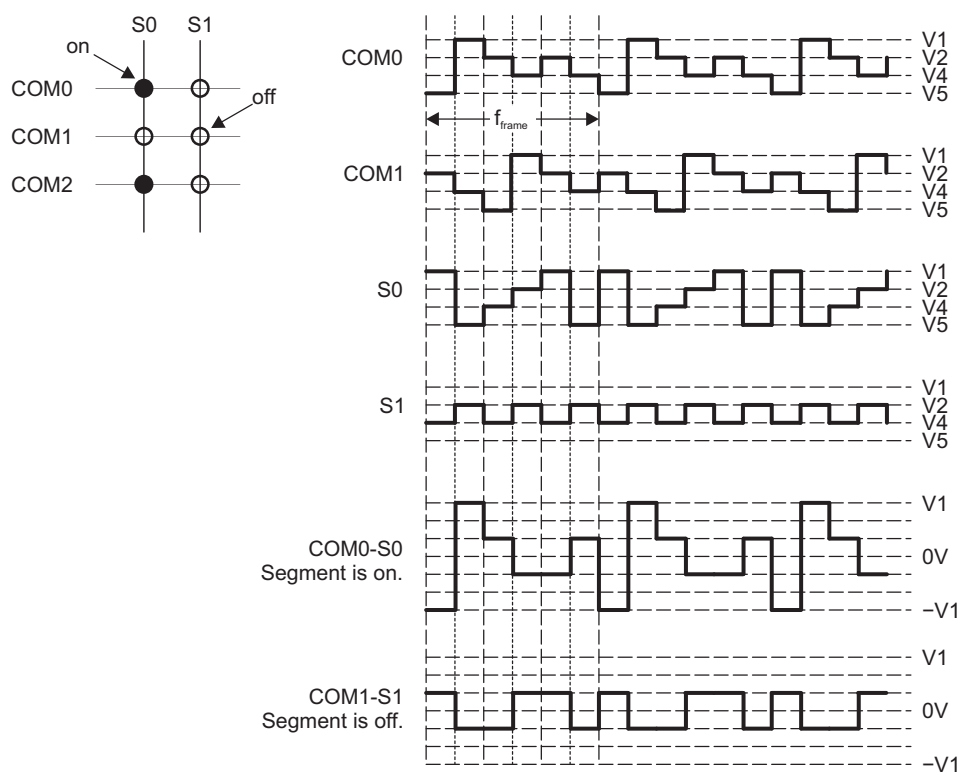 S0 S1
on
COM0
off
COM1
COM2
COM0
V1
V2
V4
V5
fframe
COM1
V1
V2
V4
V5
S0
V1
V2
V4
V5
S1
V1
V2
V4
V5
COM0-S0
Segment is on.
V1
0V
−V1
COM1-S1
Segment is off.
V1
0V
−V1